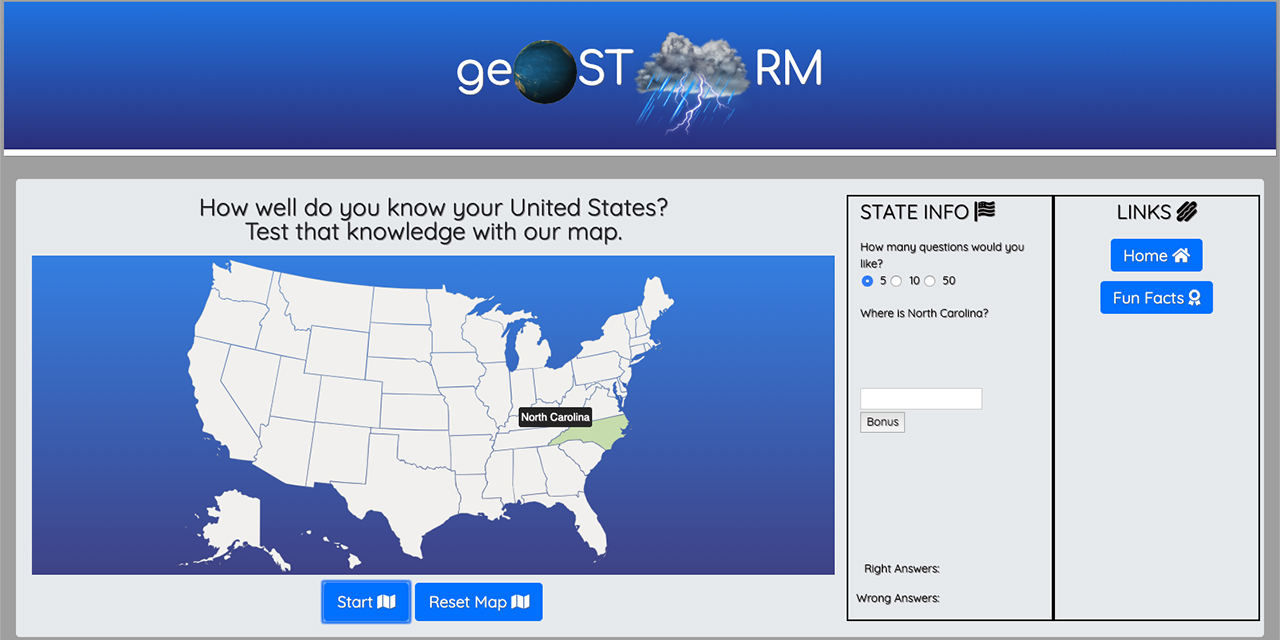 geOSTORM
How well do you know your United States?
Test that knowledge with our map.
North Carolina
Start
Reset Map
STATE INFO
How many questions would you
like?
5 10 50
Where is North Carolina?
Bonus
Right Answers:
Wrong Answers:
LINKS
Home
Fun Facts